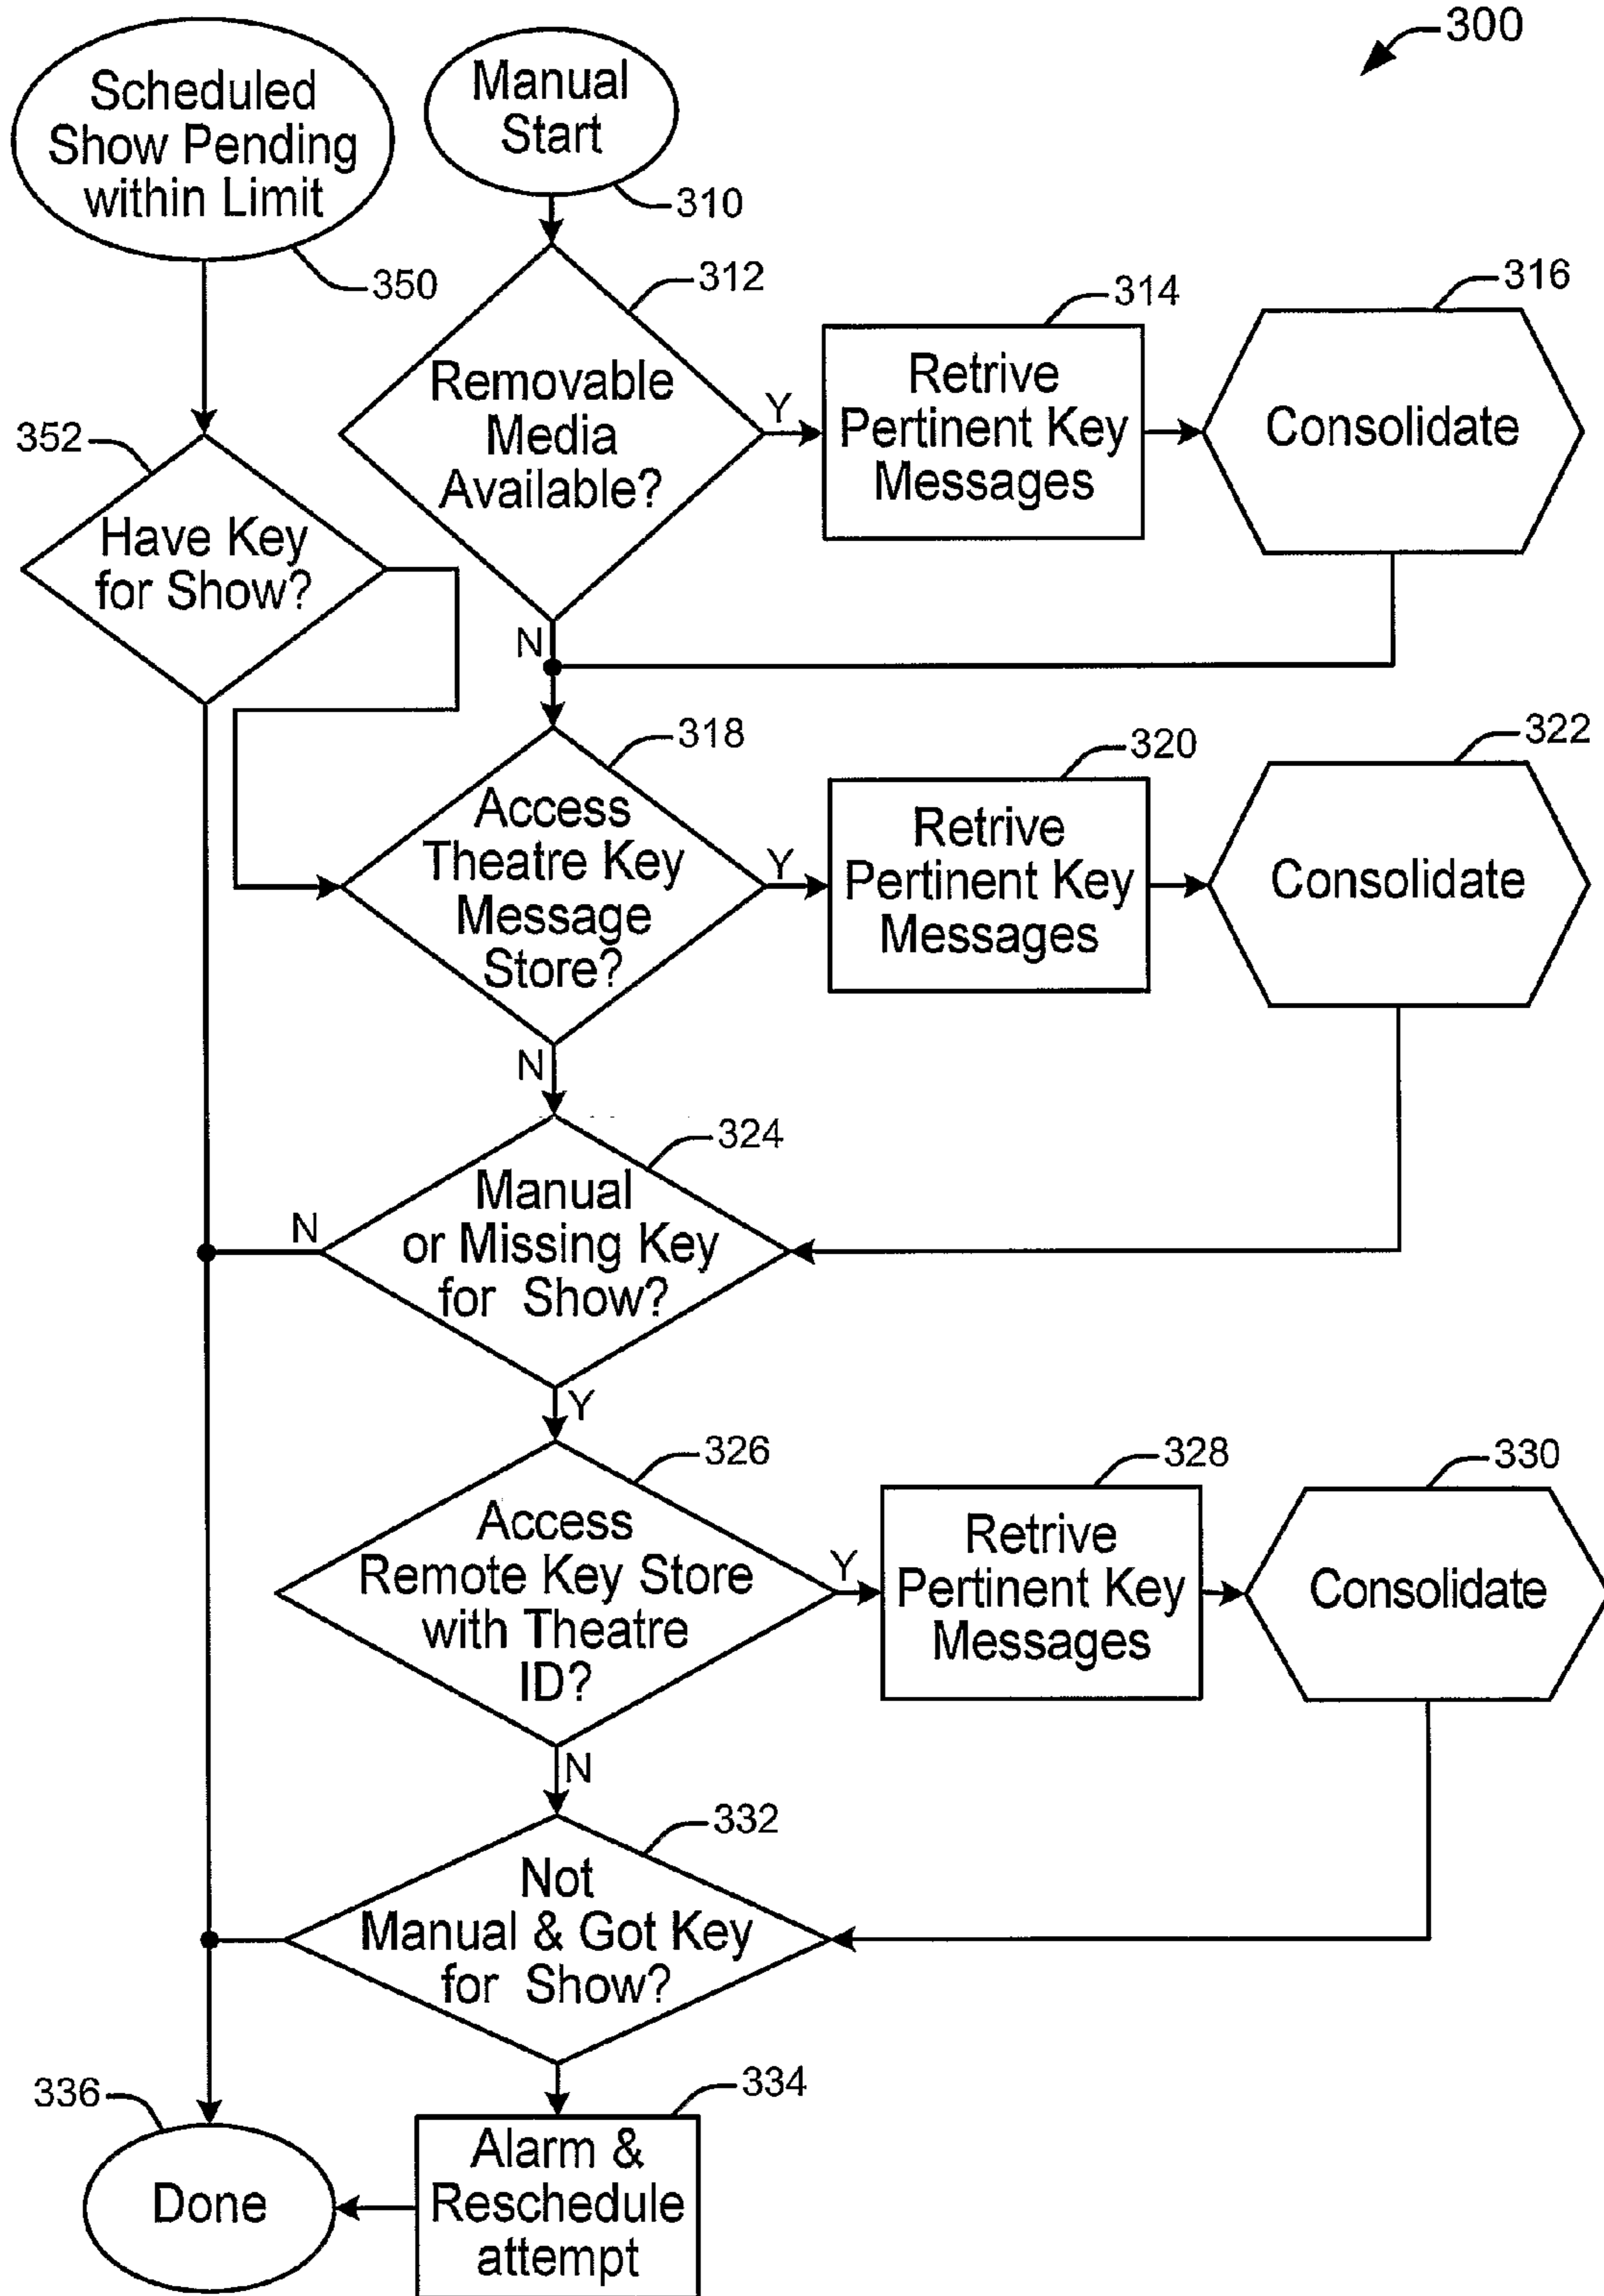 300
Scheduled
Show Pending
within Limit
350
Manual
Start
310
312
Removable
Media
Available?
Y
N
314
Retrive
Pertinent Key
Messages
316
Consolidate
352
Have Key
for Show?
318
Access
Theatre Key
Message
Store?
Y
N
320
Retrive
Pertinent Key
Messages
322
Consolidate
324
Manual
or Missing Key
for Show?
N
Y
326
Access
Remote Key Store
with Theatre
ID?
Y
N
328
Retrive
Pertinent Key
Messages
330
Consolidate
332
Not
Manual & Got Key
for Show?
334
Alarm &
Reschedule
attempt
336
Done